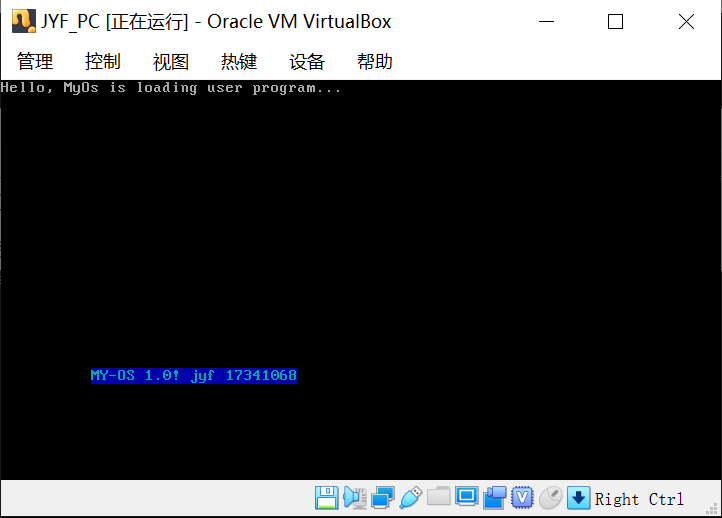 JYF_PC [正在运行] - Oracle VM VirtualBox
管理 控制 视图 热键 设备 帮助
Hello, MyOs is loading user program...
MY-OS 1.0! jyf 17341068
V Right Ctrl